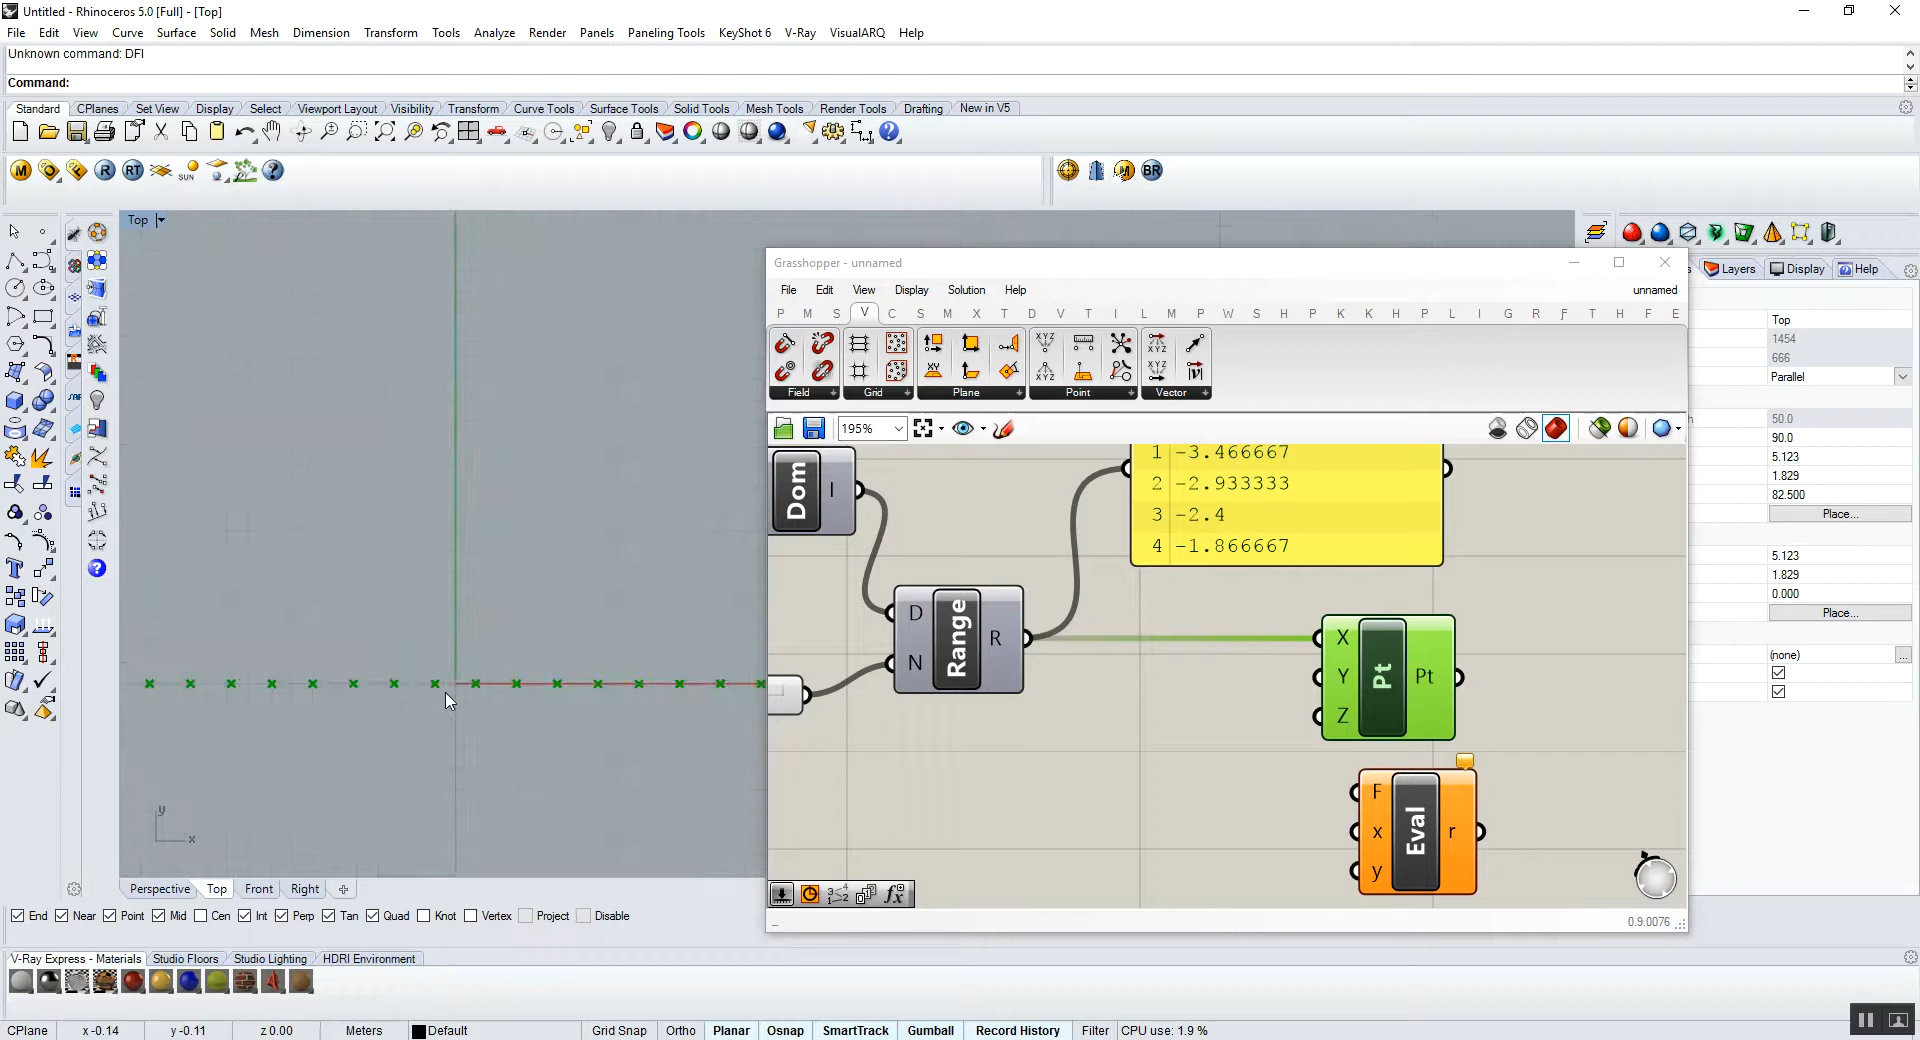 Untitled - Rhinoceros 5.0 [Full] - [Top]
File Edit View Curve Surface Solid Mesh Dimension Transform Tools Analyze Render Panels Paneling Tools KeyShot 6 V-Ray VisualARQ Help
Unknown command: DFI
Command:
Standard CPlanes Set View Display Select Viewport Layout Visibility Transform Curve Tools Surface Tools Solid Tools Mesh Tools Render Tools Drafting New in V5
M O F R RT SUN ? M BR
Top
Layers Display Help
Grasshopper - unnamed
File Edit View Display Solution Help unnamed
P M S V C S M X T D V T I L M P W S H P K K H P L I G R F T H F E
Field Grid Plane Point Vector
195%
Top
1454
666
Parallel
50.0
90.0
5.123
1.829
82.500
Place...
5.123
1.829
0.000
Place...
(none) ...
1 -3.466667
2 -2.933333
3 -2.4
4 -1.866667
Dom I
D N Range R
X Y Z Pt Pt
F x y Eval r
y
x
0.9.0076
Perspective Top Front Right
End Near Point Mid Cen Int Perp Tan Quad Knot Vertex Project Disable
V-Ray Express - Materials Studio Floors Studio Lighting HDRI Environment
CPlane x -0.14 y -0.11 z 0.00 Meters Default Grid Snap Ortho Planar Osnap SmartTrack Gumball Record History Filter CPU use: 1.9 %